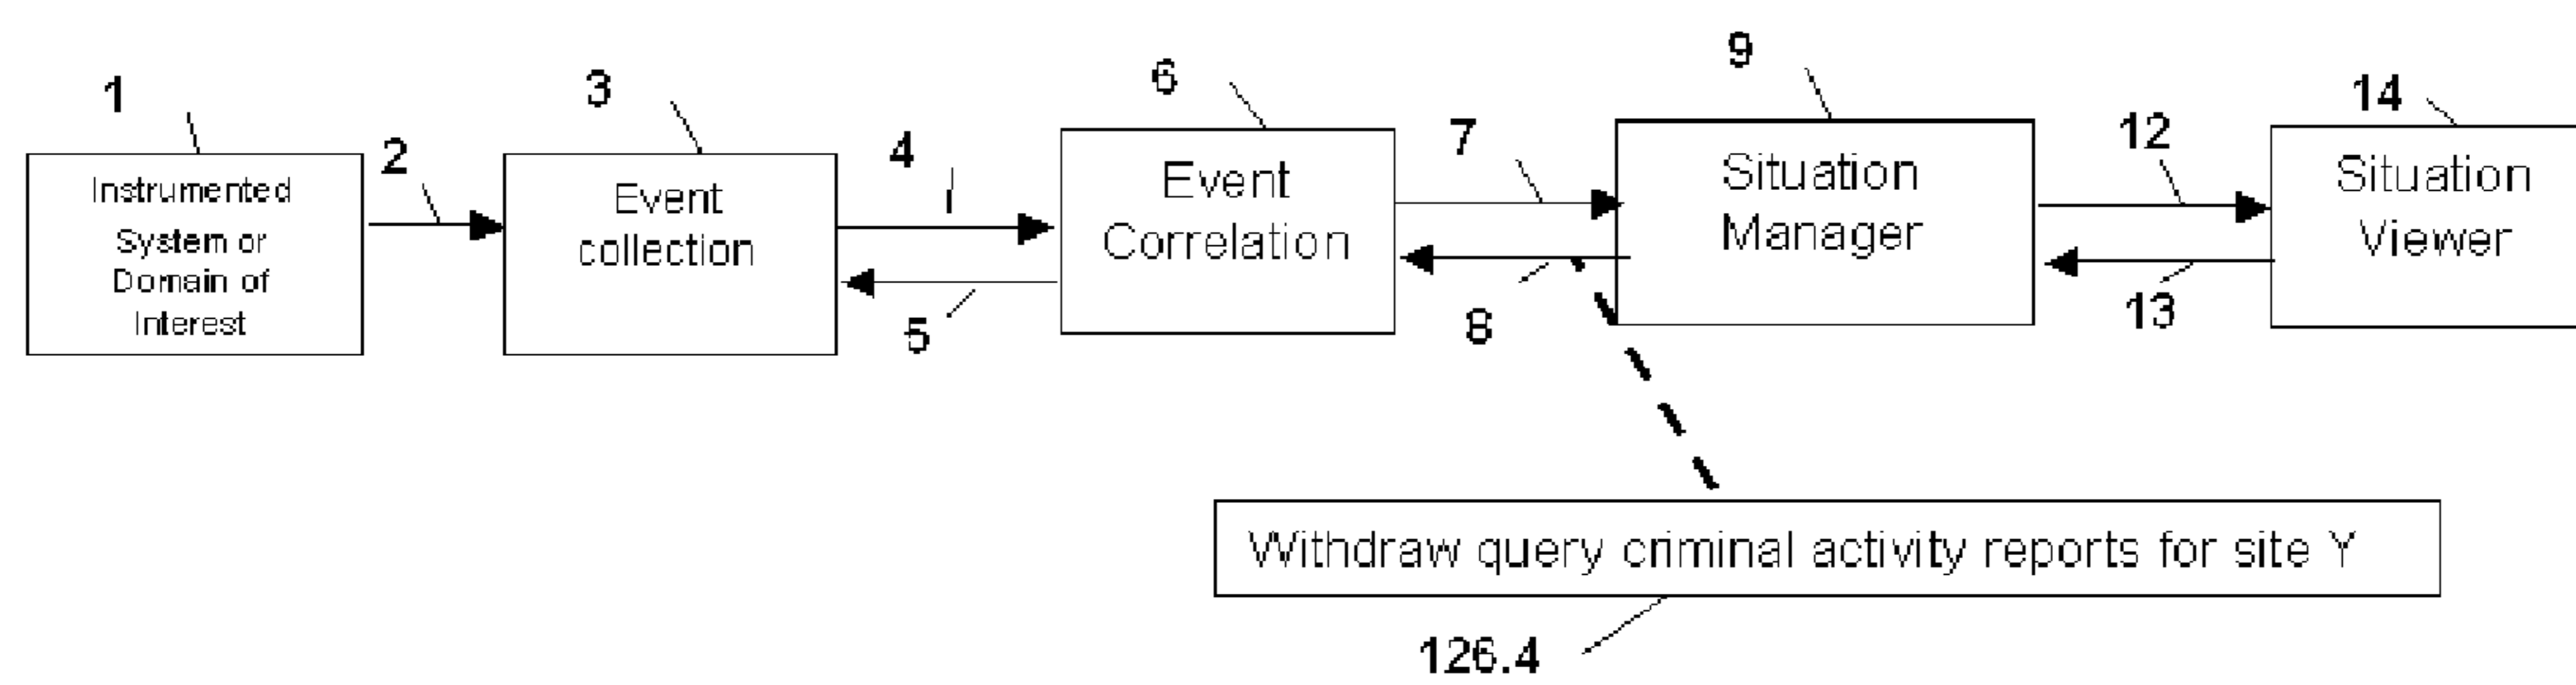 1
2
3
4
5
6
7
8
9
12
13
14
Instrumented
System or
Domain of
Interest
Event
collection
Event
Correlation
Situation
Manager
Situation
Viewer
Withdraw query criminal activity reports for site Y
126.4